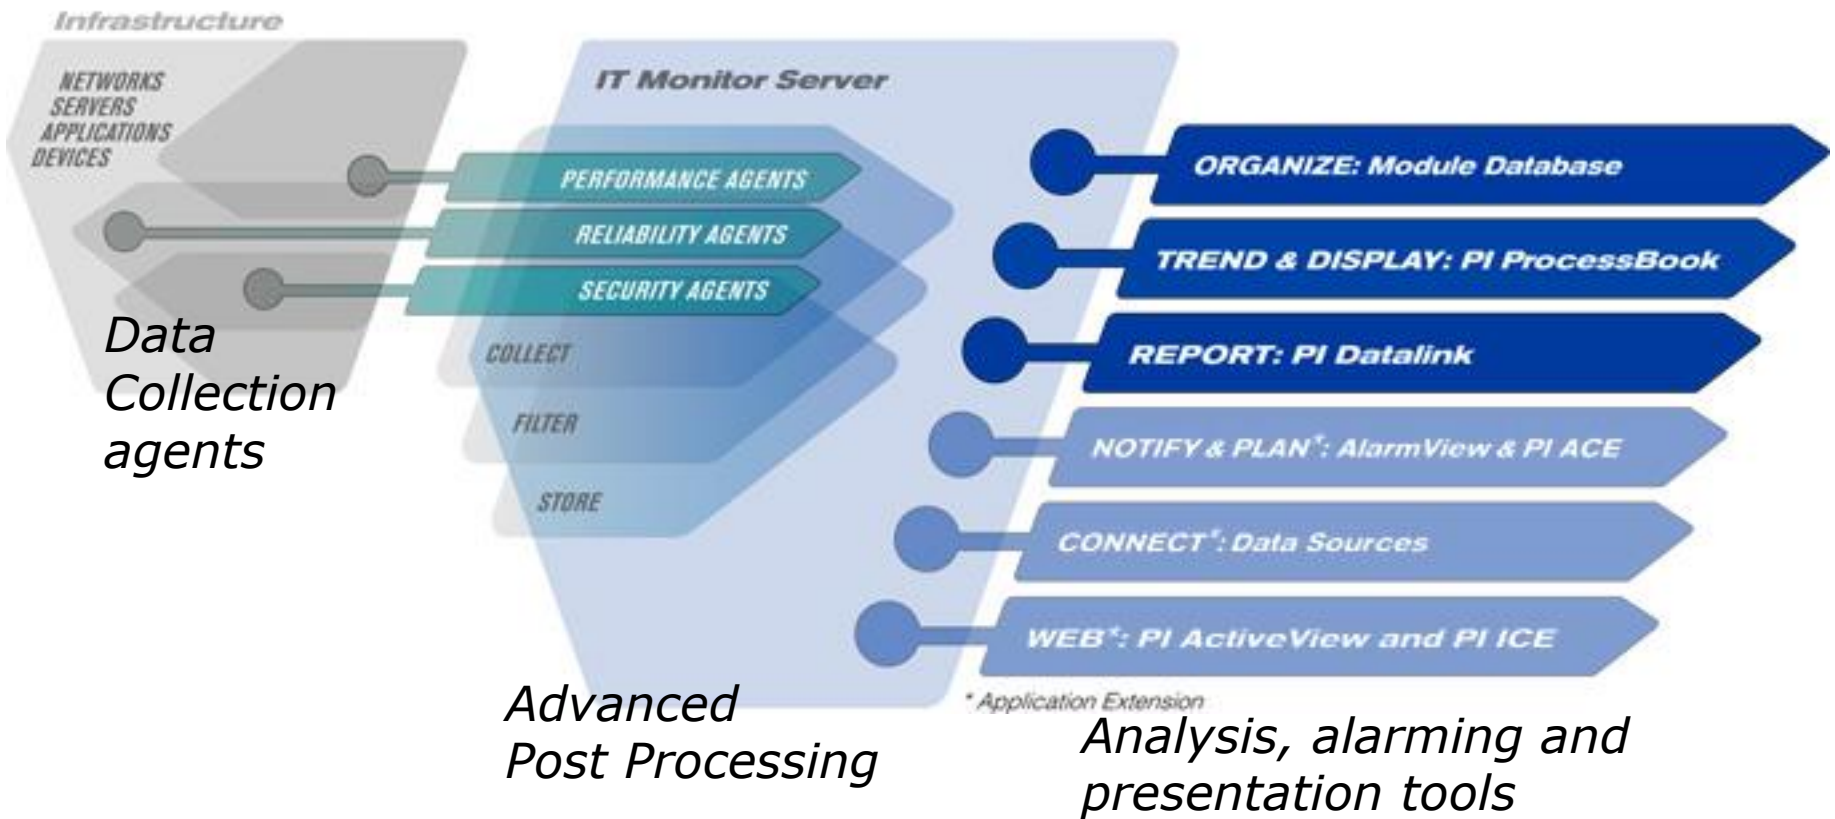 Infrastructure
NETWORKS
SERVERS
APPLICATIONS
DEVICES
IT Monitor Server
PERFORMANCE AGENTS
RELIABILITY AGENTS
SECURITY AGENTS
COLLECT
FILTER
STORE
ORGANIZE: Module Database
TREND & DISPLAY: PI ProcessBook
REPORT: PI Datalink
NOTIFY & PLAN*: AlarmView & PI ACE
CONNECT*: Data Sources
WEB*: PI ActiveView and PI ICE
* Application Extension
Data
Collection
agents
Advanced
Post Processing
Analysis, alarming and
presentation tools